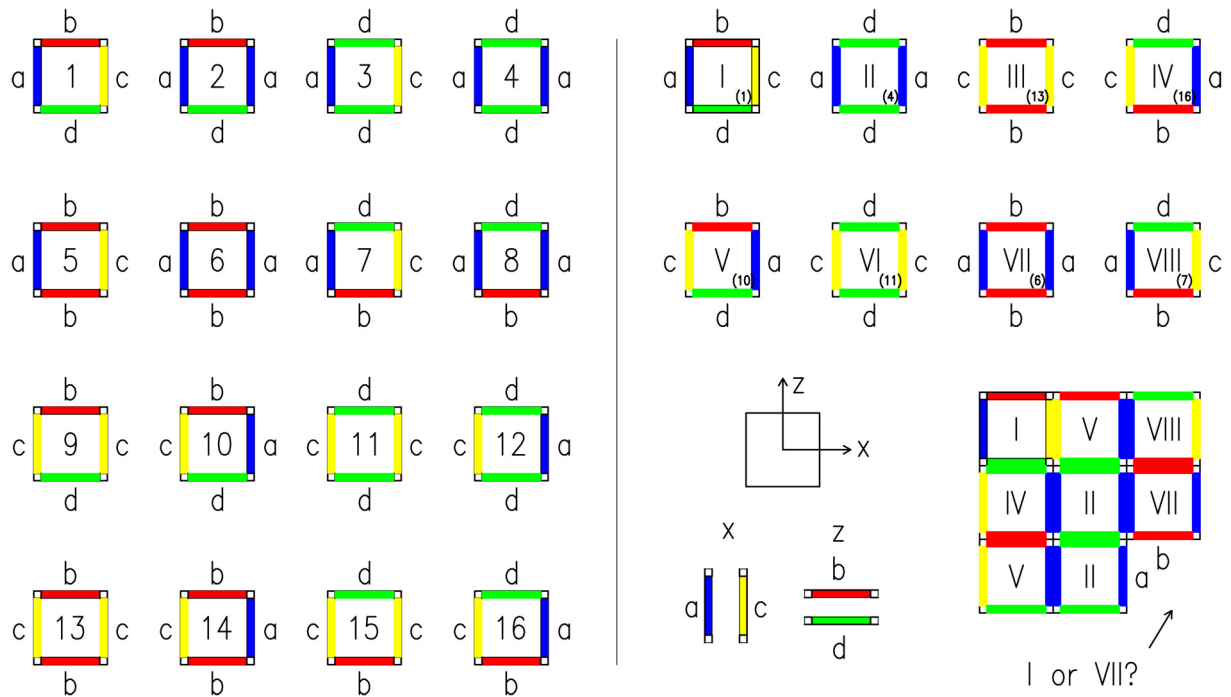 b b d d
a 1 c a 2 a a 3 c a 4 a
d d d d
b b d d
a 5 c a 6 a a 7 c a 8 a
b b b b
b b d d
c 9 c c 10 a c 11 c c 12 a
d d d d
b b d d
c 13 c c 14 a c 15 c c 16 a
b b b b
b d b d
a I (1) c a II (4) a c III (13) c c IV (16) a
d d b b
b d b d
c V (10) a c VI (11) c a VII (6) a a VIII (7) c
d d b b
Z
X
x z
b
a c
d
I V VIII
IV II VII
V II a b
I or VII?